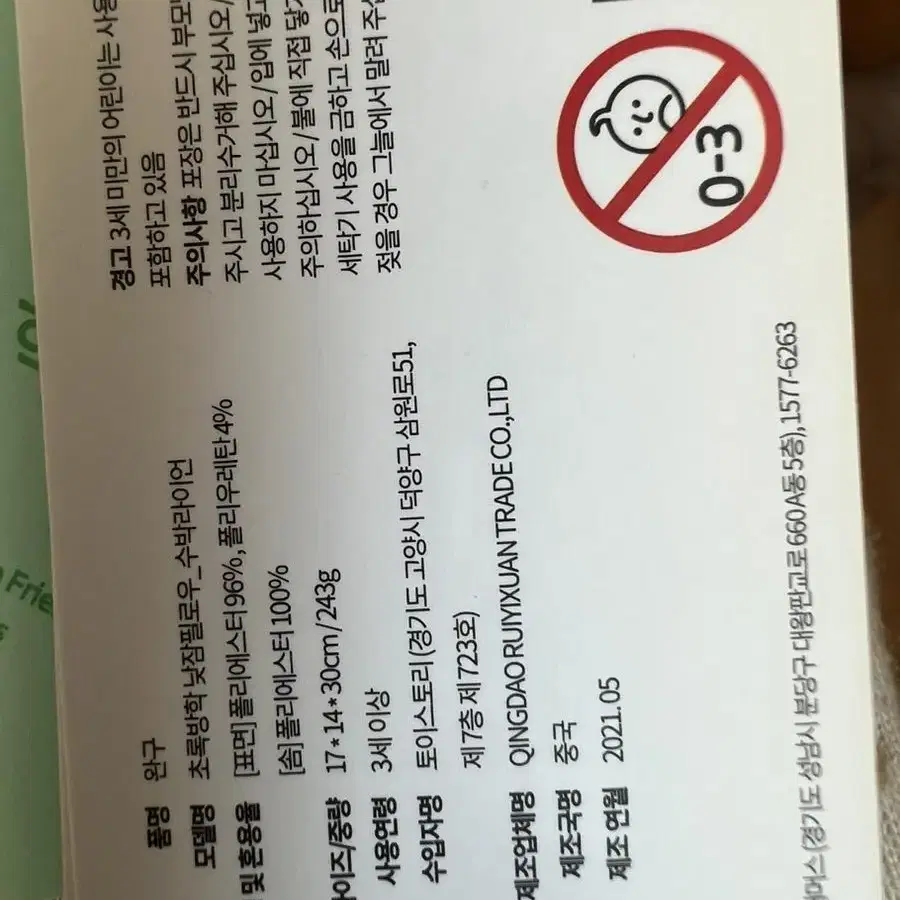 품명 완구
모델명 초록방학 낮잠필로우_수박라이언
및 혼용율 [표면] 폴리에스터 96%, 폴리우레탄 4%
[솜] 폴리에스터 100%
이즈/중량 17*14*30cm/243g
사용연령 3세 이상
수입자명 토이스토리(경기도 고양시 덕양구 삼원로51,
제 7층 제 723호)
제조업체명 QINGDAO RUIYIXUAN TRADE CO.,LTD
제조국명 중국
제조 연월 2021.05
머스(경기도 성남시 분당구 대왕판교로 660 A동 5층), 1577-6263
경고 3세 미만의 어린이는 사용
포함하고 있음
주의사항 포장은 반드시 부모
주시고 분리수거해 주십시오/
사용하지 마십시오/입에 넣고
주의하십시오/불에 직접 닿
세탁기 사용을 금하고 손으로
젖을 경우 그늘에서 말려 주
0-3
Frie